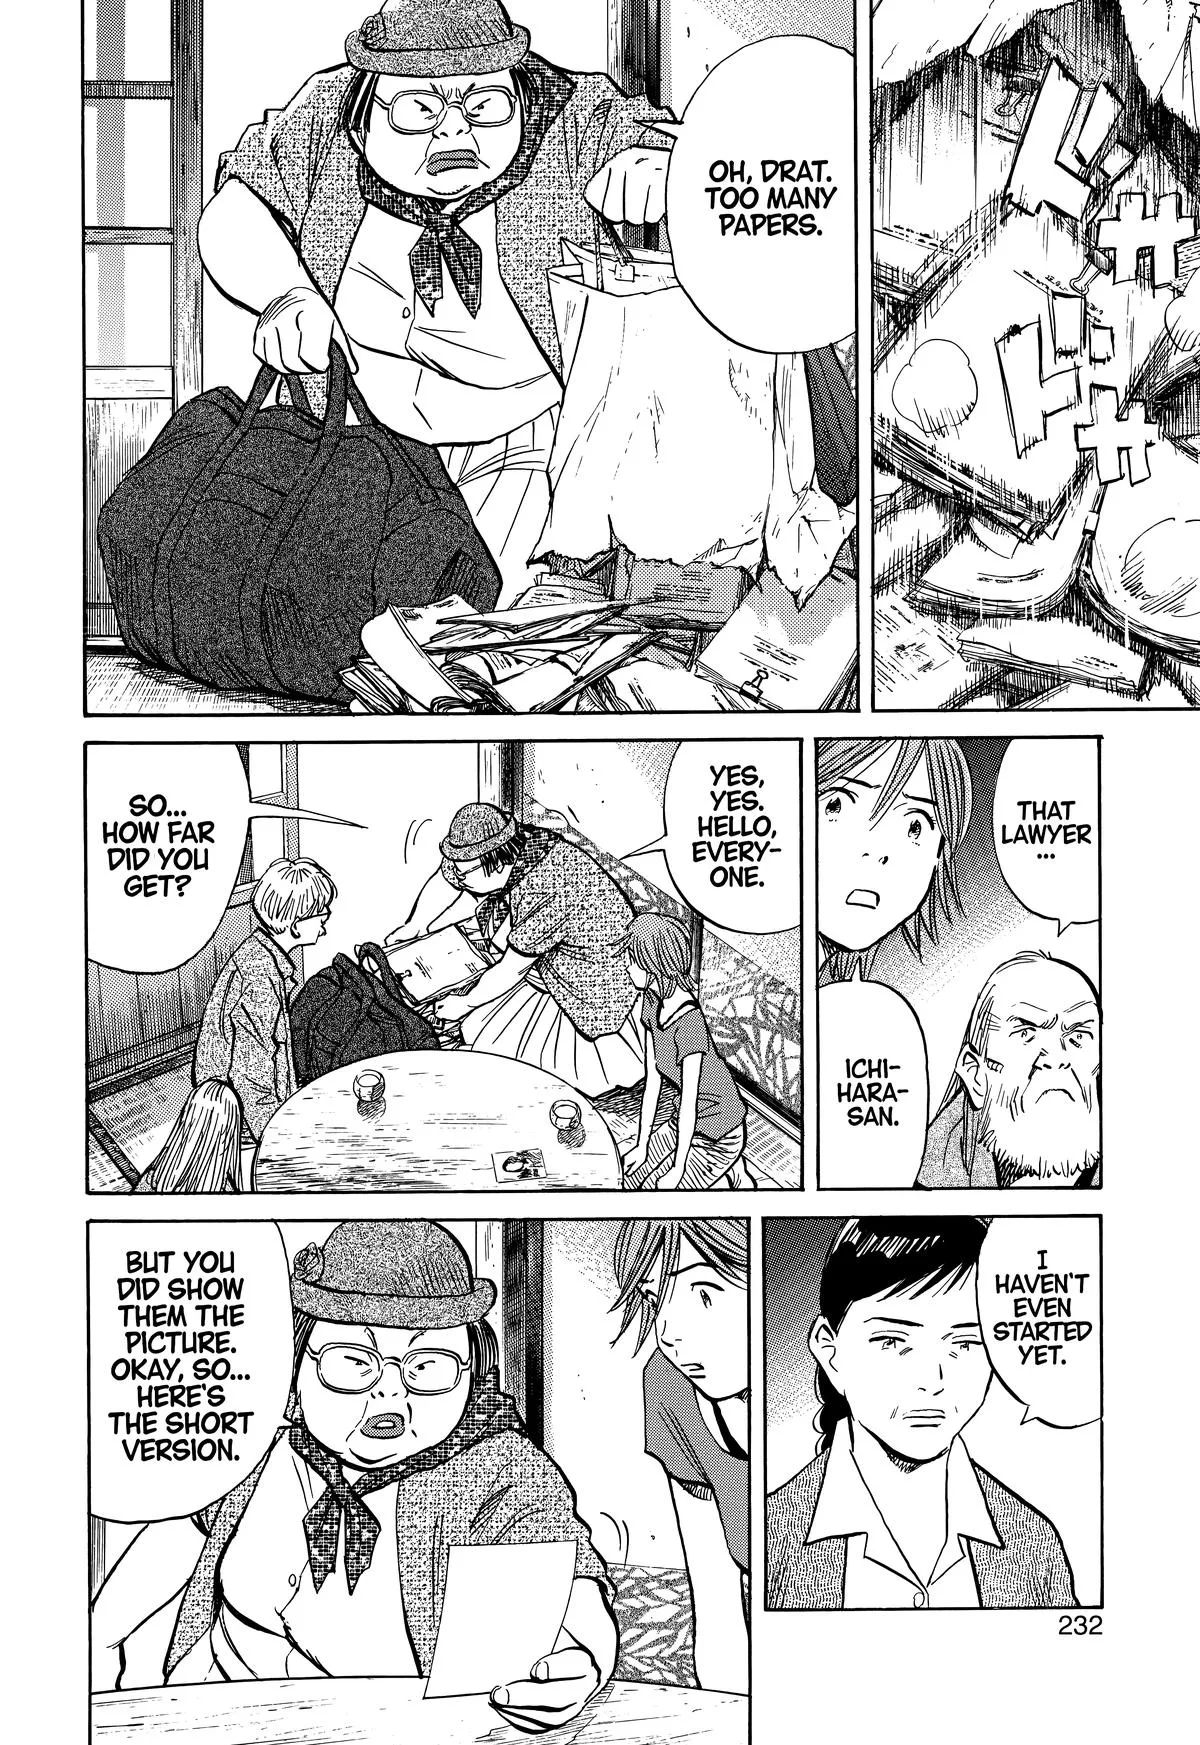 ドサ
ドサ
OH, DRAT.
TOO MANY
PAPERS.
THAT
LAWYER
...
ICHI-
HARA-
SAN.
YES,
YES.
HELLO,
EVERY-
ONE.
SO...
HOW FAR
DID YOU
GET?
I
HAVEN'T
EVEN
STARTED
YET.
BUT YOU
DID SHOW
THEM THE
PICTURE.
OKAY, SO...
HERE'S
THE SHORT
VERSION.
232